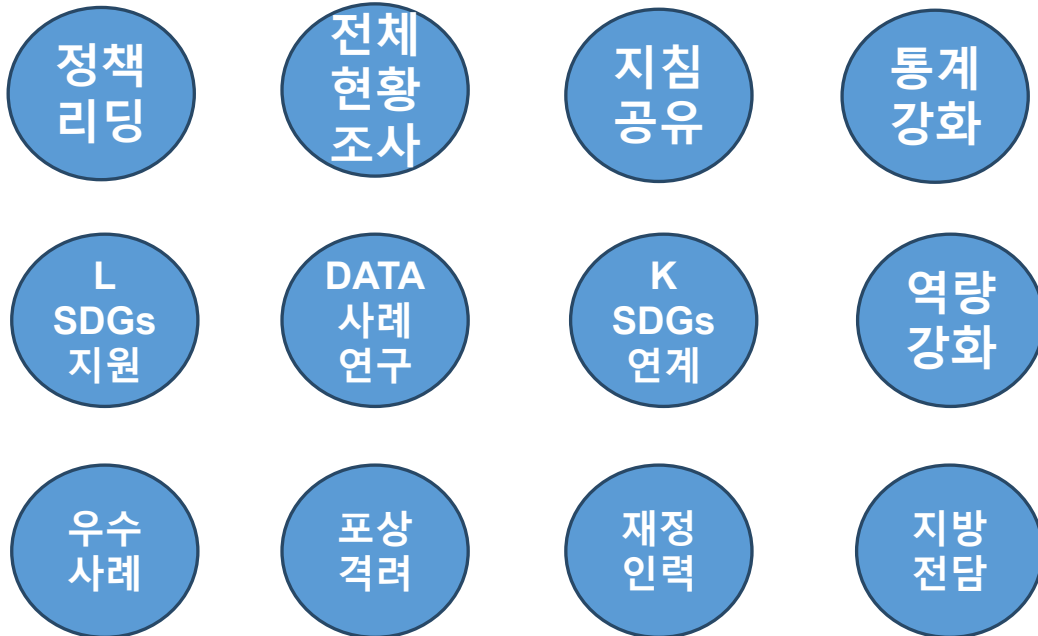 정책
리딩
전체
현황
조사
지침
공유
통계
강화
L
SDGs
지원
DATA
사례
연구
K
SDGs
연계
역량
강화
우수
사례
포상
격려
재정
인력
지방
전담